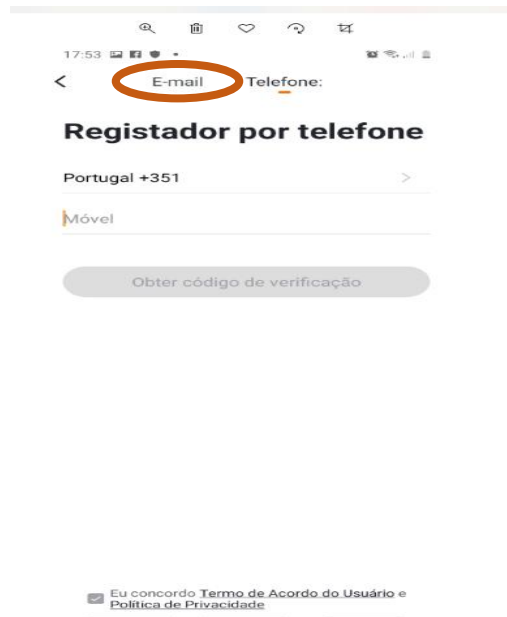 17:53
E-mail Telefone:
Registador por telefone
Portugal +351
Móvel
Obter código de verificação
Eu concordo Termo de Acordo do Usuário e
Política de Privacidade